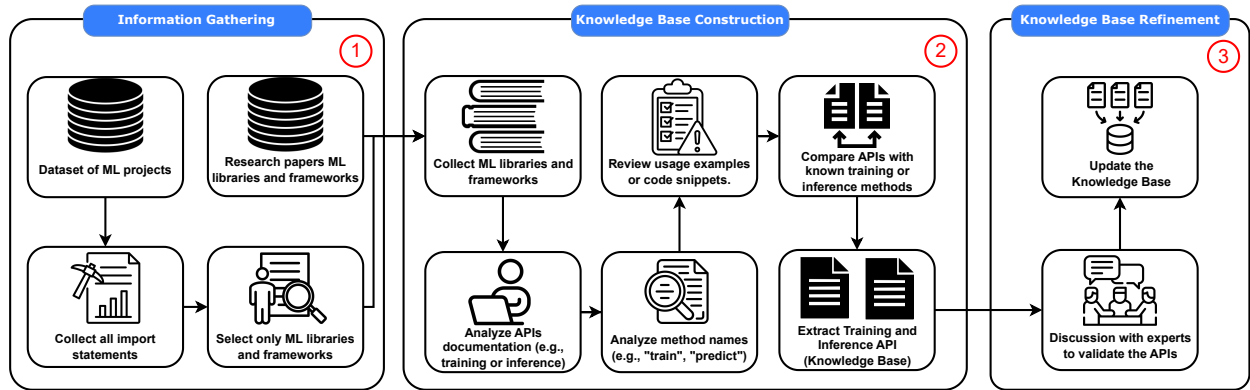 Information Gathering
1
Dataset of ML projects
Research papers ML
libraries and frameworks
Collect all import
statements
Select only ML libraries
and frameworks
Knowledge Base Construction
2
Collect ML libraries and
frameworks
Review usage examples
or code snippets.
Compare APIs with
known training or
inference methods
Analyze APIs
documentation (e.g.,
training or inference)
Analyze method names
(e.g., "train", "predict")
Extract Training and
Inference API
(Knowledge Base)
Knowledge Base Refinement
3
Update the
Knowledge Base
Discussion with experts
to validate the APIs